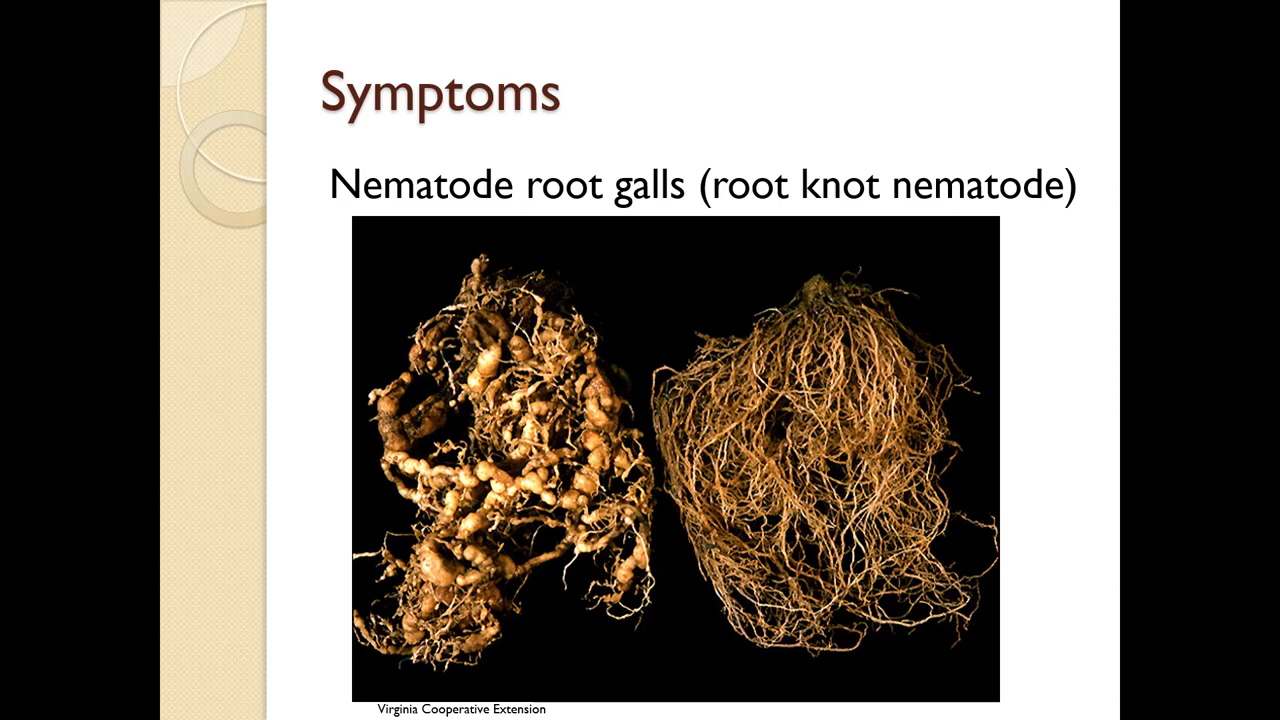 Symptoms
Nematode root galls (root knot nematode)
Virginia Cooperative Extension